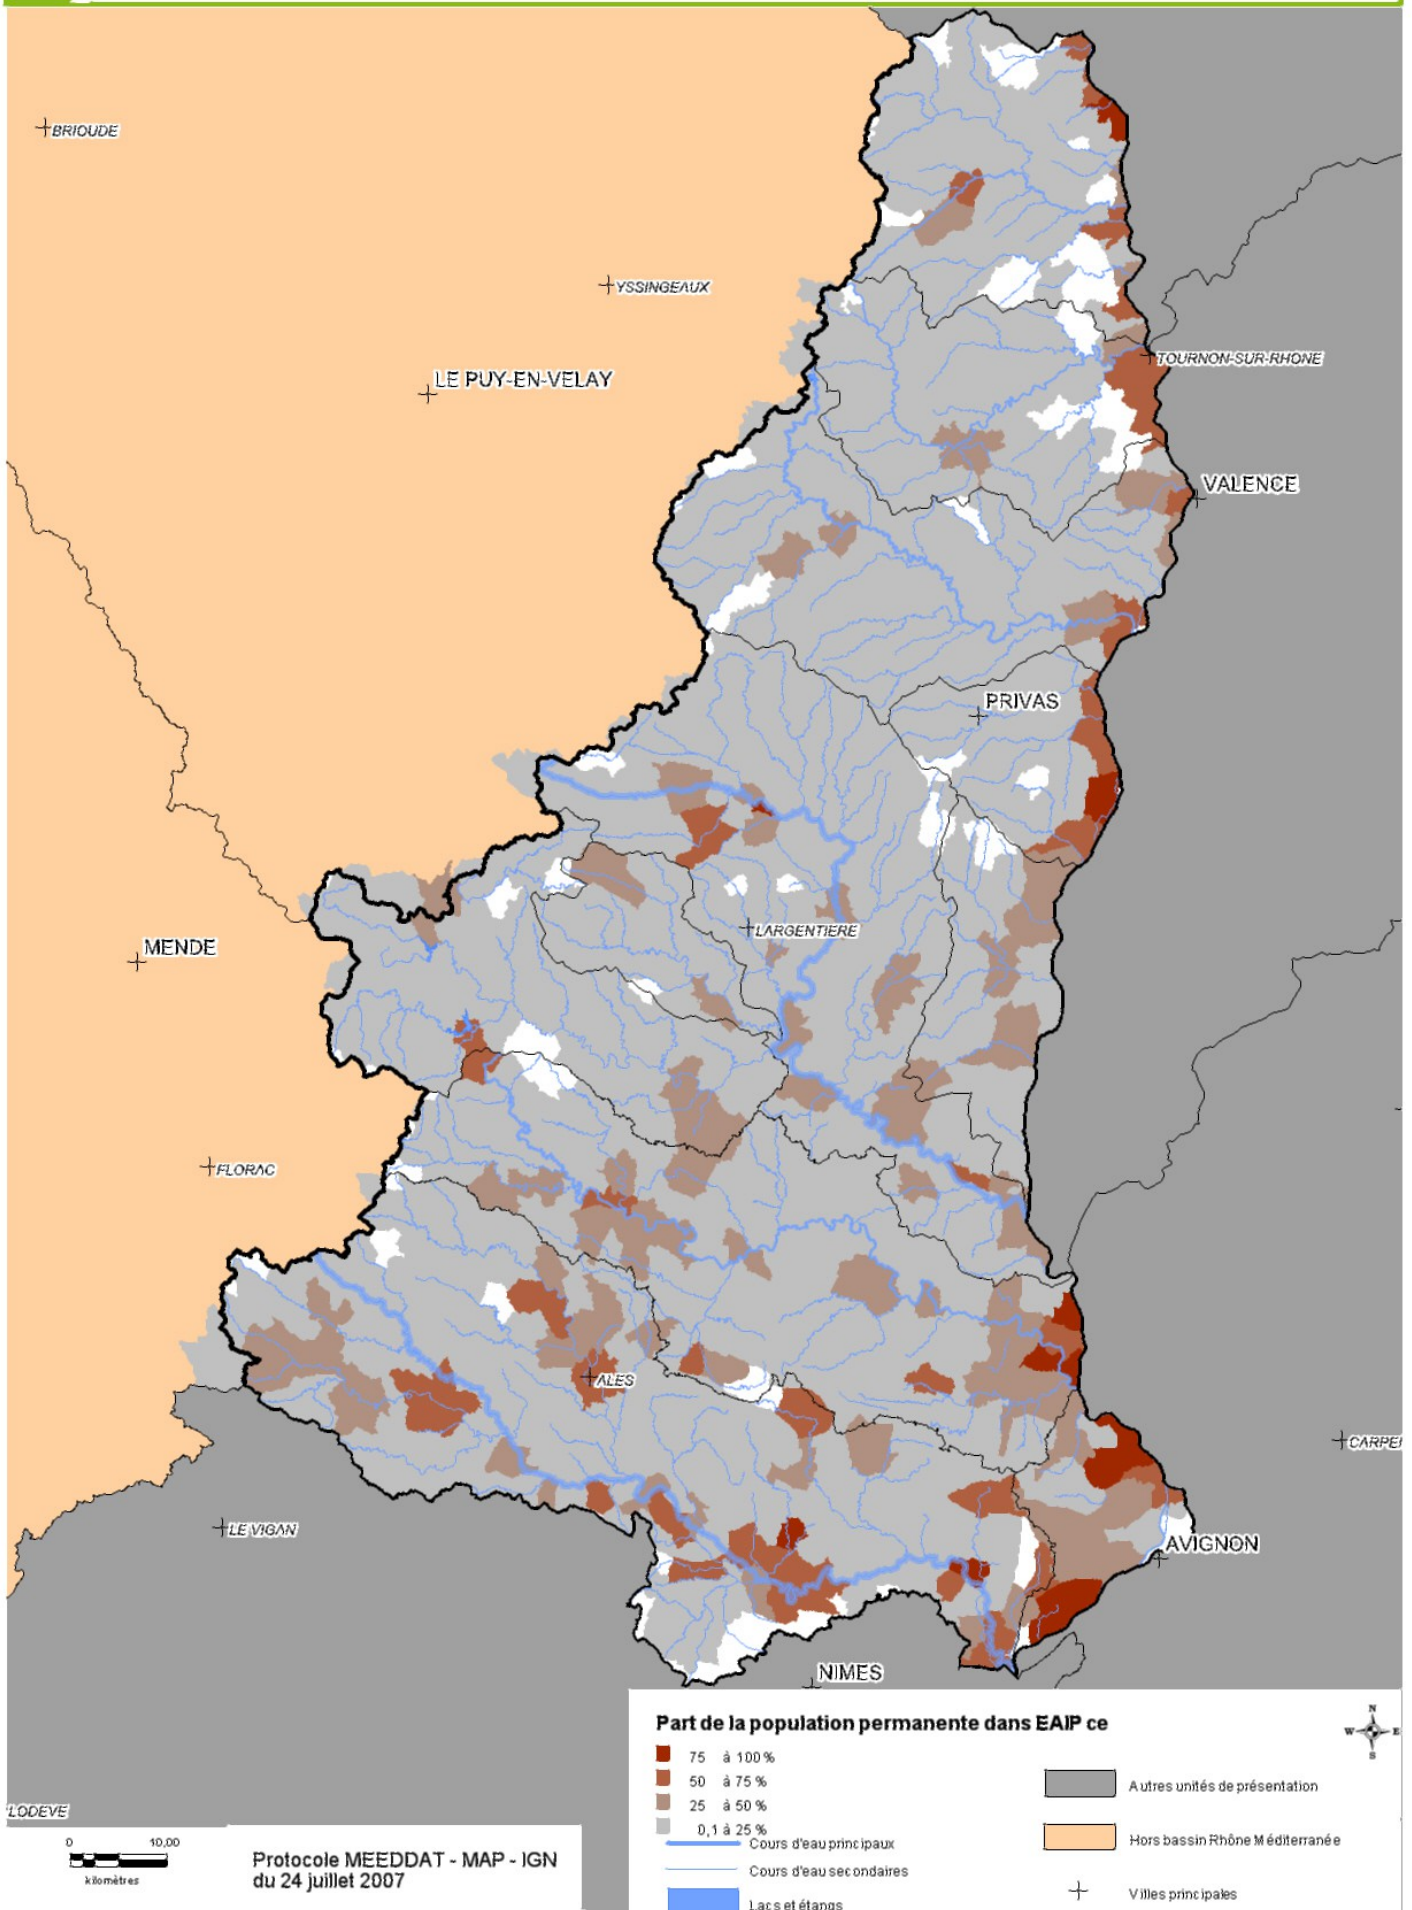 BRIOUDE
YSSINGEAUX
LE PUY-EN-VELAY
TOURNON-SUR-RHONE
VALENCE
PRIVAS
LARGENTIERE
MENDE
FLORAC
ALES
CARPE
LE VIGAN
AVIGNON
NIMES
LODEVE
Part de la population permanente dans EAIP ce
75 à 100 %
50 à 75 %
25 à 50 %
0,1 à 25 %
Cours d'eau principaux
Cours d'eau secondaires
Lacs et étangs
Autres unités de présentation
Hors bassin Rhône Méditerranée
Villes principales
N
W E
S
0 10,00
kilomètres
Protocole MEEDDAT - MAP - IGN
du 24 juillet 2007